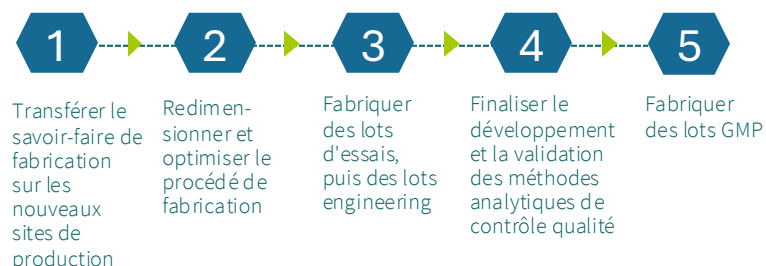 1
2
3
4
5
Transférer le
savoir-faire de
fabrication
sur les
nouveaux
sites de
production
Redimen-
sionner et
optimiser le
procédé de
fabrication
Fabriquer
des lots
d'essais,
puis des lots
engineering
Finaliser le
développement
et la validation
des méthodes
analytiques de
contrôle qualité
Fabriquer
des lots GMP